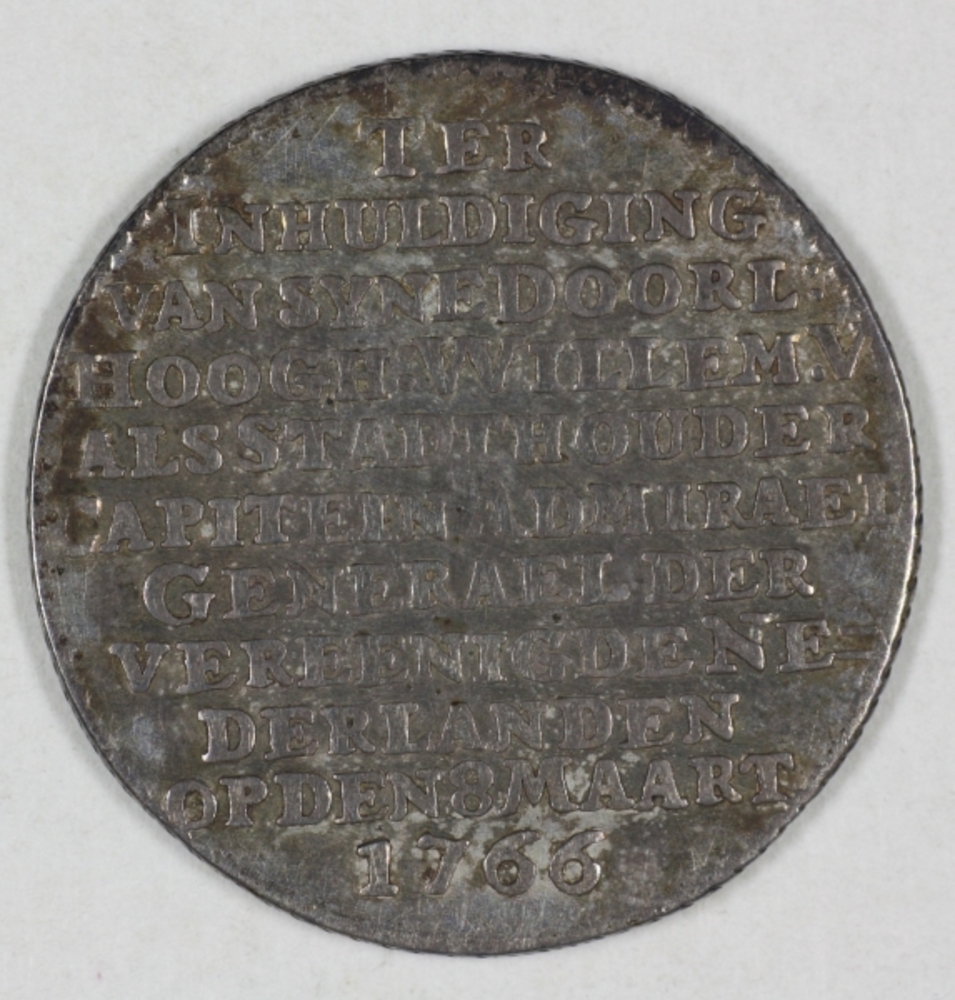 TER
INHULDIGING
VAN SYNE DOORL:
HOOGH: WILLEM.V
ALS STADTHOUDER
CAPITEIN ADMIRAEL
GENERAEL DER
VEREENIGDE NE-
DERLANDEN
OP DEN 8 MAART
1766